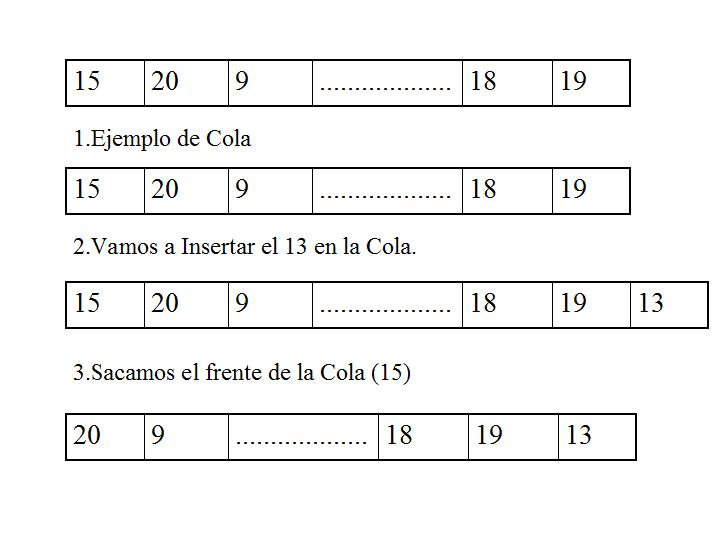 15 20 9 ................... 18 19
1.Ejemplo de Cola
15 20 9 ................... 18 19
2.Vamos a Insertar el 13 en la Cola.
15 20 9 ................... 18 19 13
3.Sacamos el frente de la Cola (15)
20 9 ................... 18 19 13